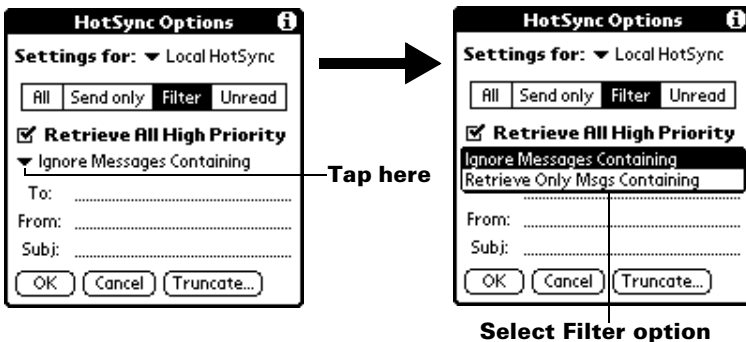 HotSync Options
Settings for: Local HotSync
All Send only Filter Unread
Retrieve All High Priority
Ignore Messages Containing
Tap here
To:
From:
Subj:
OK Cancel Truncate...
HotSync Options
Settings for: Local HotSync
All Send only Filter Unread
Retrieve All High Priority
Ignore Messages Containing
Retrieve Only Msgs Containing
From:
Subj:
OK Cancel Truncate...
Select Filter option